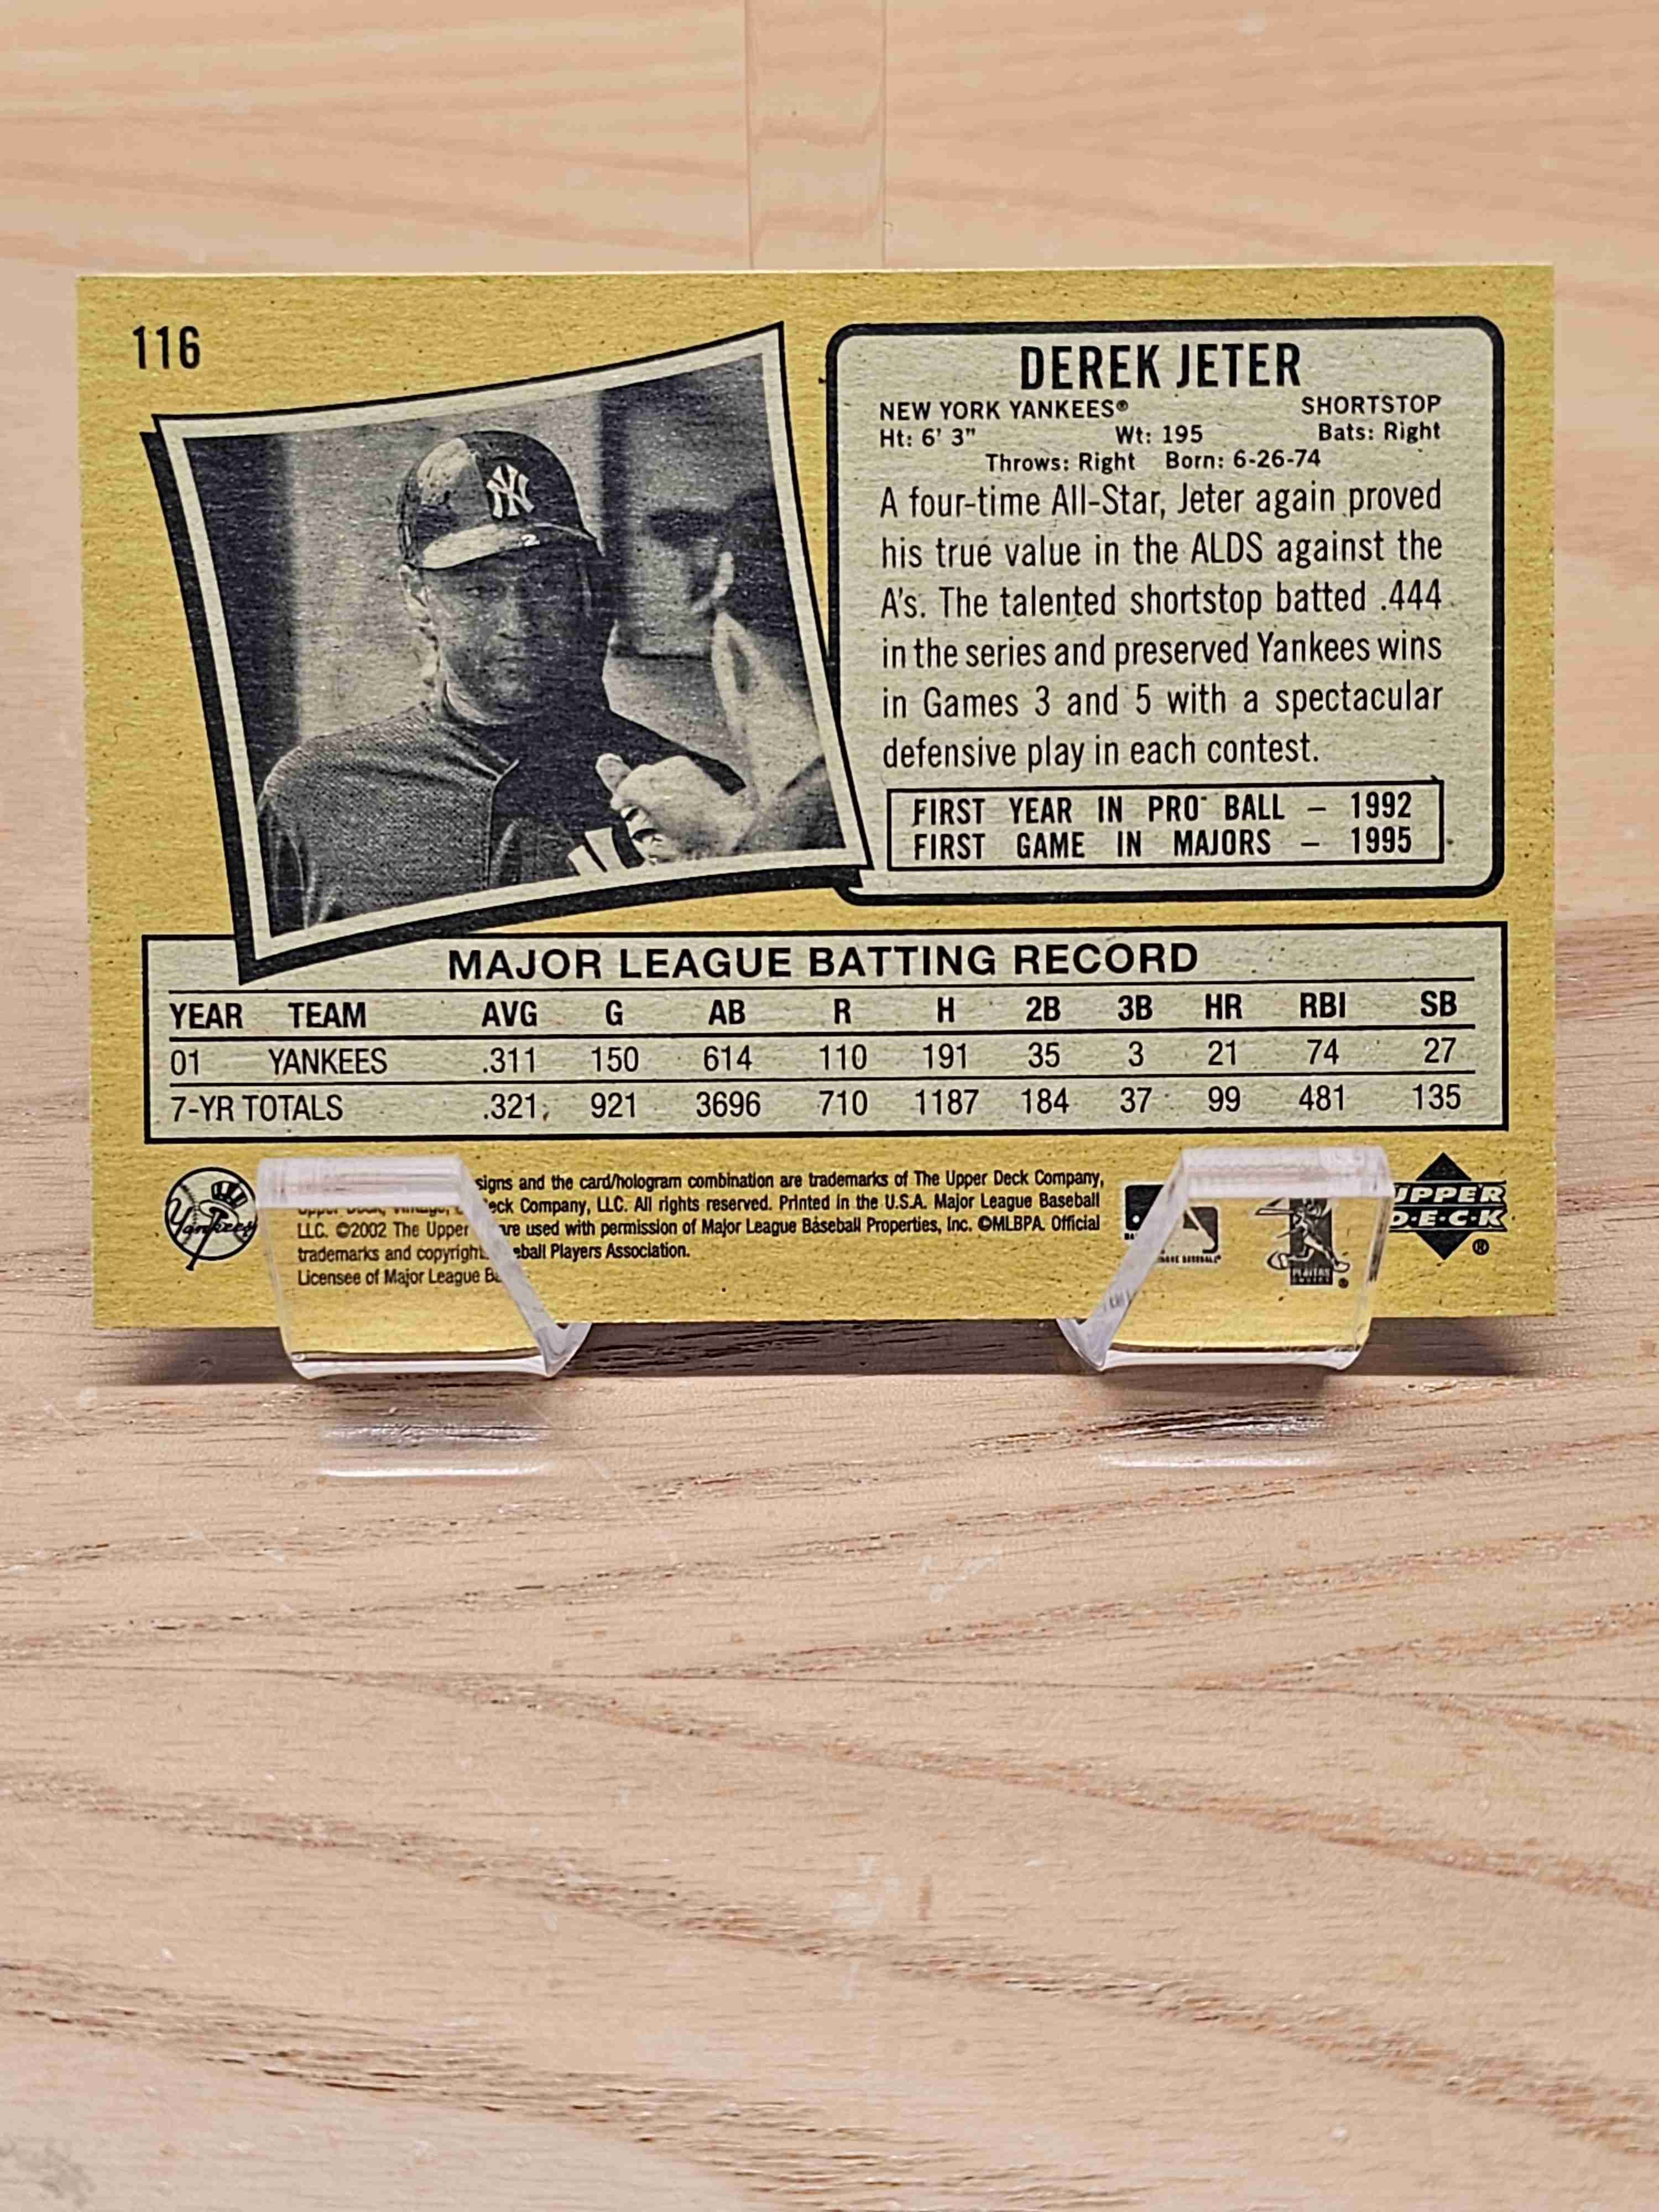 116
NY
2
DEREK JETER
NEW YORK YANKEES® SHORTSTOP
Ht: 6' 3" Wt: 195 Bats: Right
Throws: Right Born: 6-26-74
A four-time All-Star, Jeter again proved
his true value in the ALDS against the
A's. The talented shortstop batted .444
in the series and preserved Yankees wins
in Games 3 and 5 with a spectacular
defensive play in each contest.
FIRST YEAR IN PRO BALL – 1992
FIRST GAME IN MAJORS – 1995
MAJOR LEAGUE BATTING RECORD
YEAR TEAM AVG G AB R H 2B 3B HR RBI SB
01 YANKEES .311 150 614 110 191 35 3 21 74 27
7-YR TOTALS .321 921 3696 710 1187 184 37 99 481 135
Yankees
signs and the card/hologram combination are trademarks of The Upper Deck Company,
eck Company, LLC. All rights reserved. Printed in the U.S.A. Major League Baseball
LLC. ©2002 The Upper are used with permission of Major League Baseball Properties, Inc. ©MLBPA. Official
trademarks and copyright eball Players Association.
Licensee of Major League Ba
UPPER
D·E·C·K
®